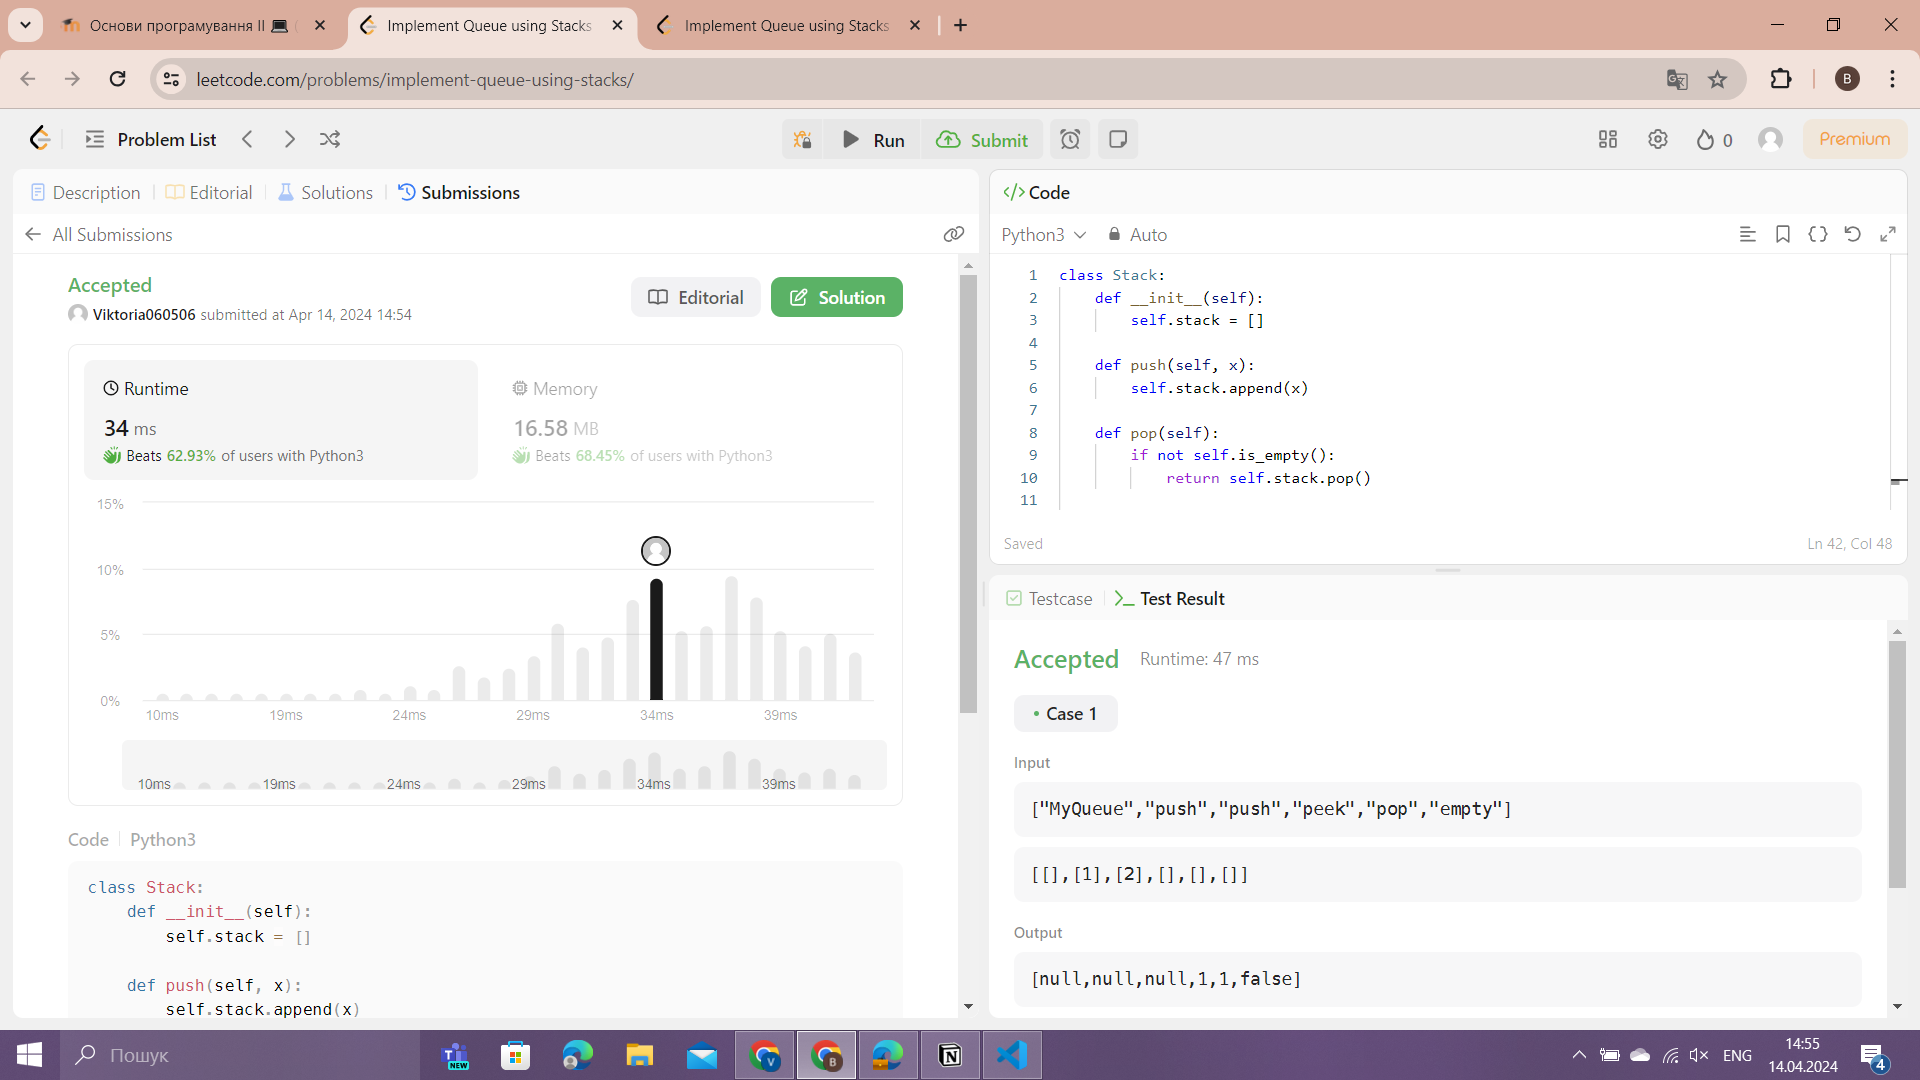 Основи програмування ІІ 💻 (
Implement Queue using Stacks
Implement Queue using Stacks
leetcode.com/problems/implement-queue-using-stacks/
B
Problem List
Run
Submit
0
Premium
Description
Editorial
Solutions
Submissions
All Submissions
Accepted
Viktoria060506 submitted at Apr 14, 2024 14:54
Editorial
Solution
Runtime
34 ms
Beats 62.93% of users with Python3
Memory
16.58 MB
Beats 68.45% of users with Python3
15%
10%
5%
0%
10ms 19ms 24ms 29ms 34ms 39ms
10ms 19ms 24ms 29ms 34ms 39ms
Code Python3
class Stack:
def __init__(self):
self.stack = []
def push(self, x):
self.stack.append(x)
</> Code
Python3 Auto
1 class Stack:
2 def __init__(self):
3 self.stack = []
4
5 def push(self, x):
6 self.stack.append(x)
7
8 def pop(self):
9 if not self.is_empty():
10 return self.stack.pop()
11
Saved
Ln 42, Col 48
Testcase
Test Result
Accepted Runtime: 47 ms
Case 1
Input
["MyQueue","push","push","peek","pop","empty"]
[[],[1],[2],[],[],[]]
Output
[null,null,null,1,1,false]
Пошук
NEW
V
B
ENG
14:55
14.04.2024
4